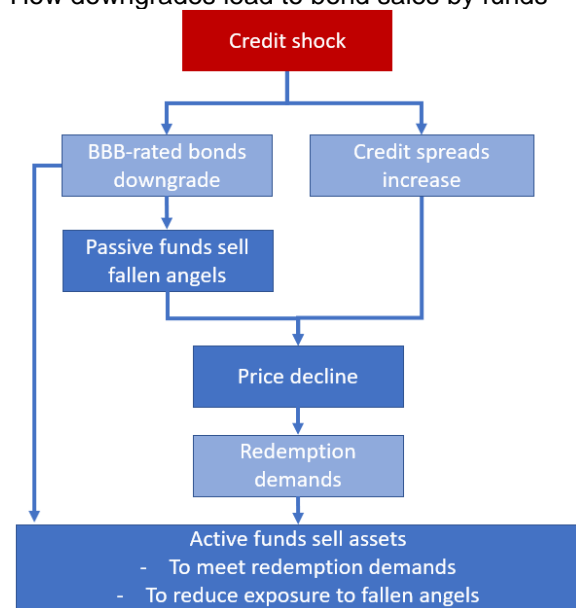 How downgrades lead to bond sales by funds
Credit shock
BBB-rated bonds
downgrade
Credit spreads
increase
Passive funds sell
fallen angels
Price decline
Redemption
demands
Active funds sell assets
- To meet redemption demands
- To reduce exposure to fallen angels